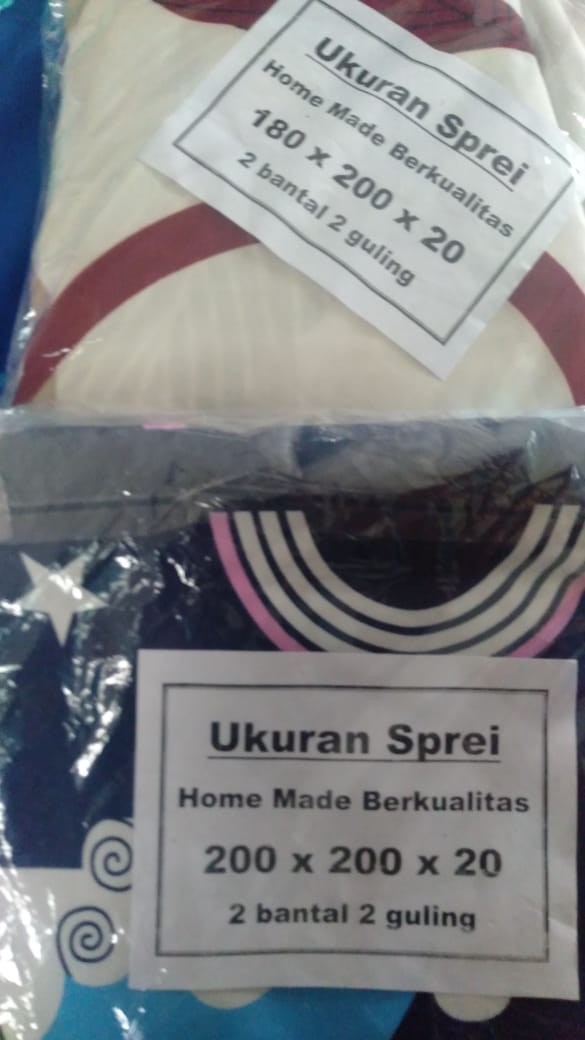 Ukuran Sprei
Home Made Berkualitas
180 x 200 x 20
2 bantal 2 guling
Ukuran Sprei
Home Made Berkualitas
200 x 200 x 20
2 bantal 2 guling